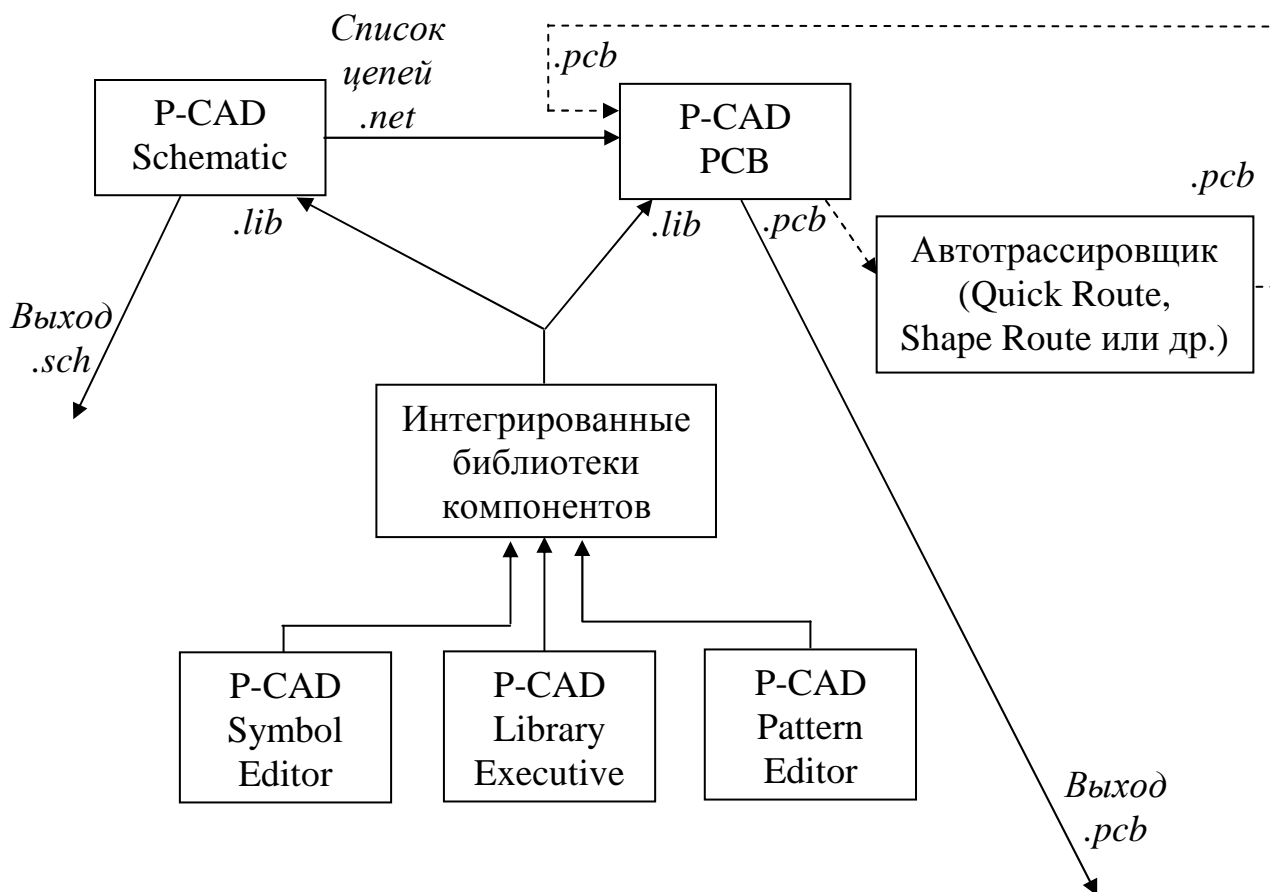 Список
цепей
.net
.pcb
P-CAD
Schematic
P-CAD
PCB
.pcb
.lib
.lib
.pcb
Автотрассировщик
(Quick Route,
Shape Route или др.)
Выход
.sch
Интегрированные
библиотеки
компонентов
P-CAD
Symbol
Editor
P-CAD
Library
Executive
P-CAD
Pattern
Editor
Выход
.pcb